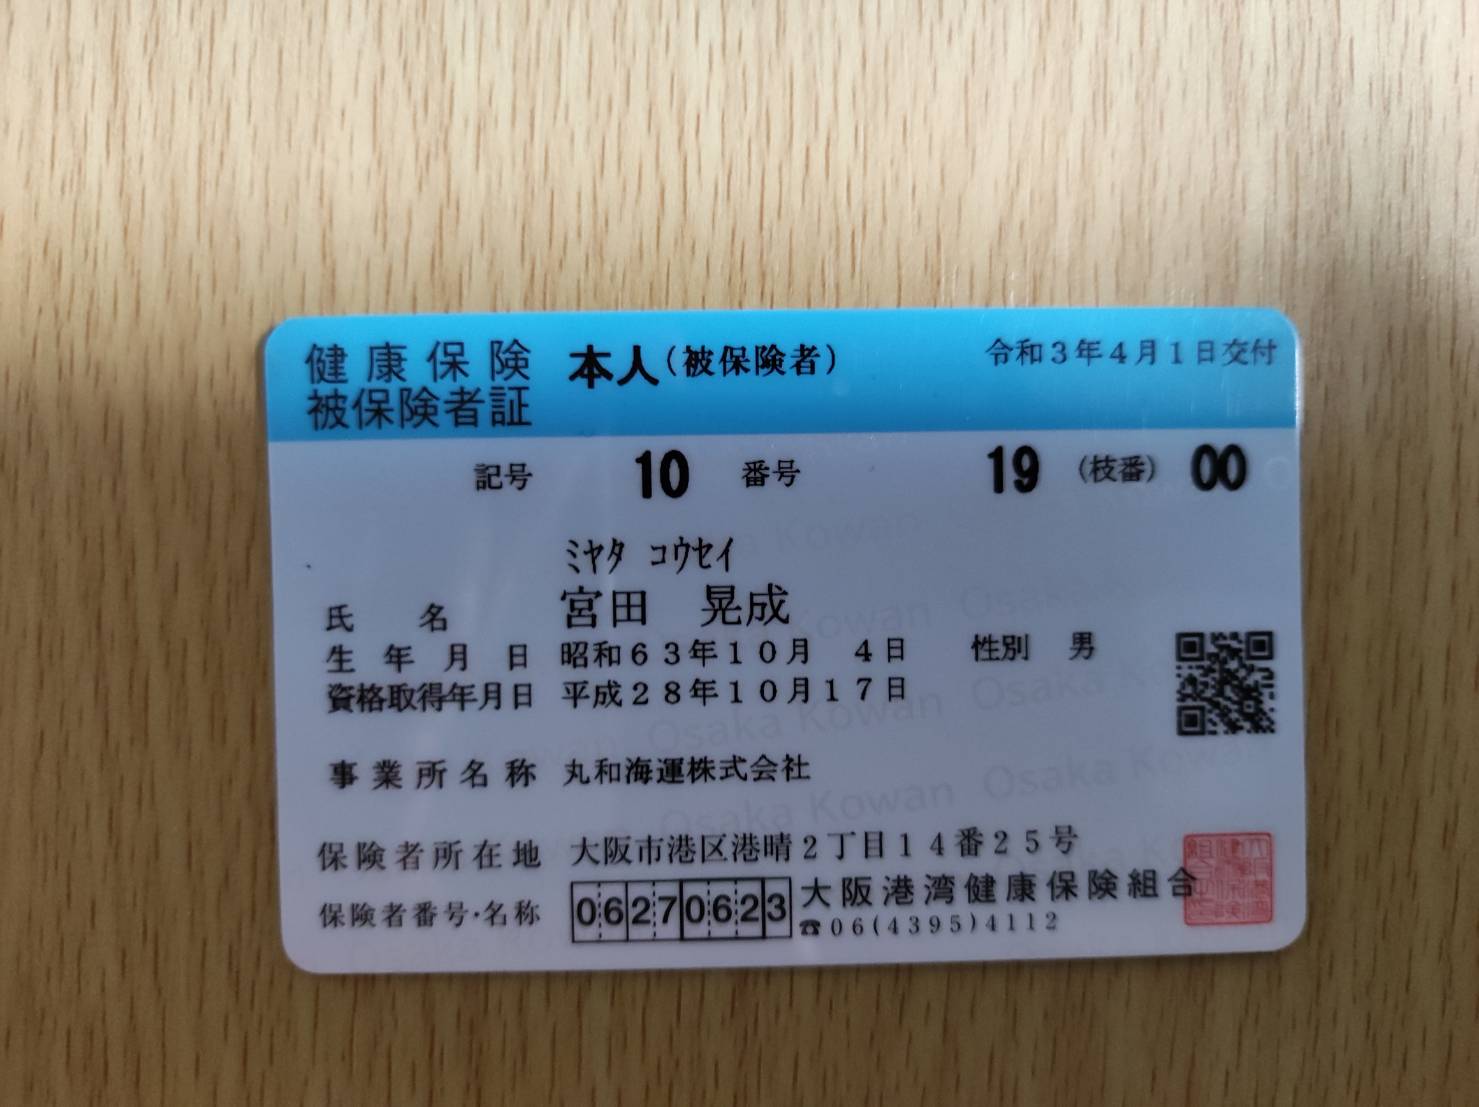 健康保険
被保険者証
本人(被保険者)
令和3年4月1日交付
記号 10 番号 19 (枝番) 00
ミヤタ コウセイ
氏名 宮田 晃成
生年月日 昭和63年10月 4日 性別 男
資格取得年月日 平成28年10月17日
事業所名称 丸和海運株式会社
保険者所在地 大阪市港区港晴2丁目14番25号
保険者番号・名称 06270623 大阪港湾健康保険組合
☎06(4395)4112
Osaka Kowan